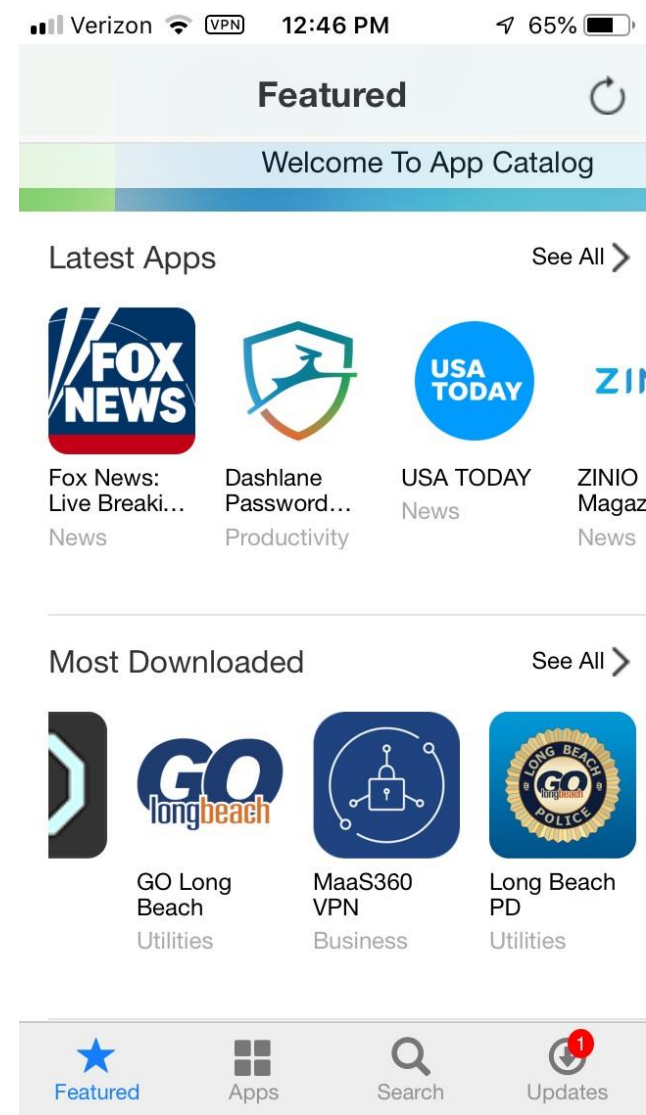 Verizon VPN 12:46 PM 65%
Featured
Welcome To App Catalog
Latest Apps See All
FOX
NEWS
USA
TODAY
ZIN
Fox News:
Live Breaki...
News
Dashlane
Password...
Productivity
USA TODAY
News
ZINIO
Magaz
News
Most Downloaded See All
GO
longbeach
LONG BEACH
GO
longbeach
POLICE
GO Long
Beach
Utilities
MaaS360
VPN
Business
Long Beach
PD
Utilities
1
Featured Apps Search Updates